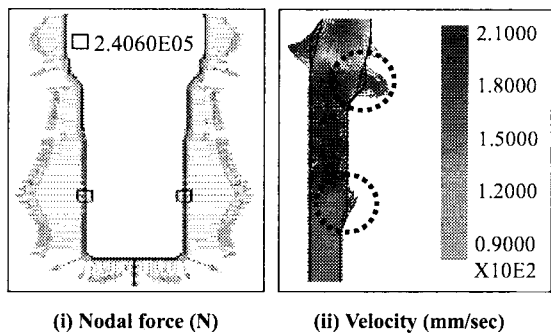 2.4060E05
2.1000
1.8000
1.5000
1.2000
0.9000
X10E2
(i) Nodal force (N)
(ii) Velocity (mm/sec)